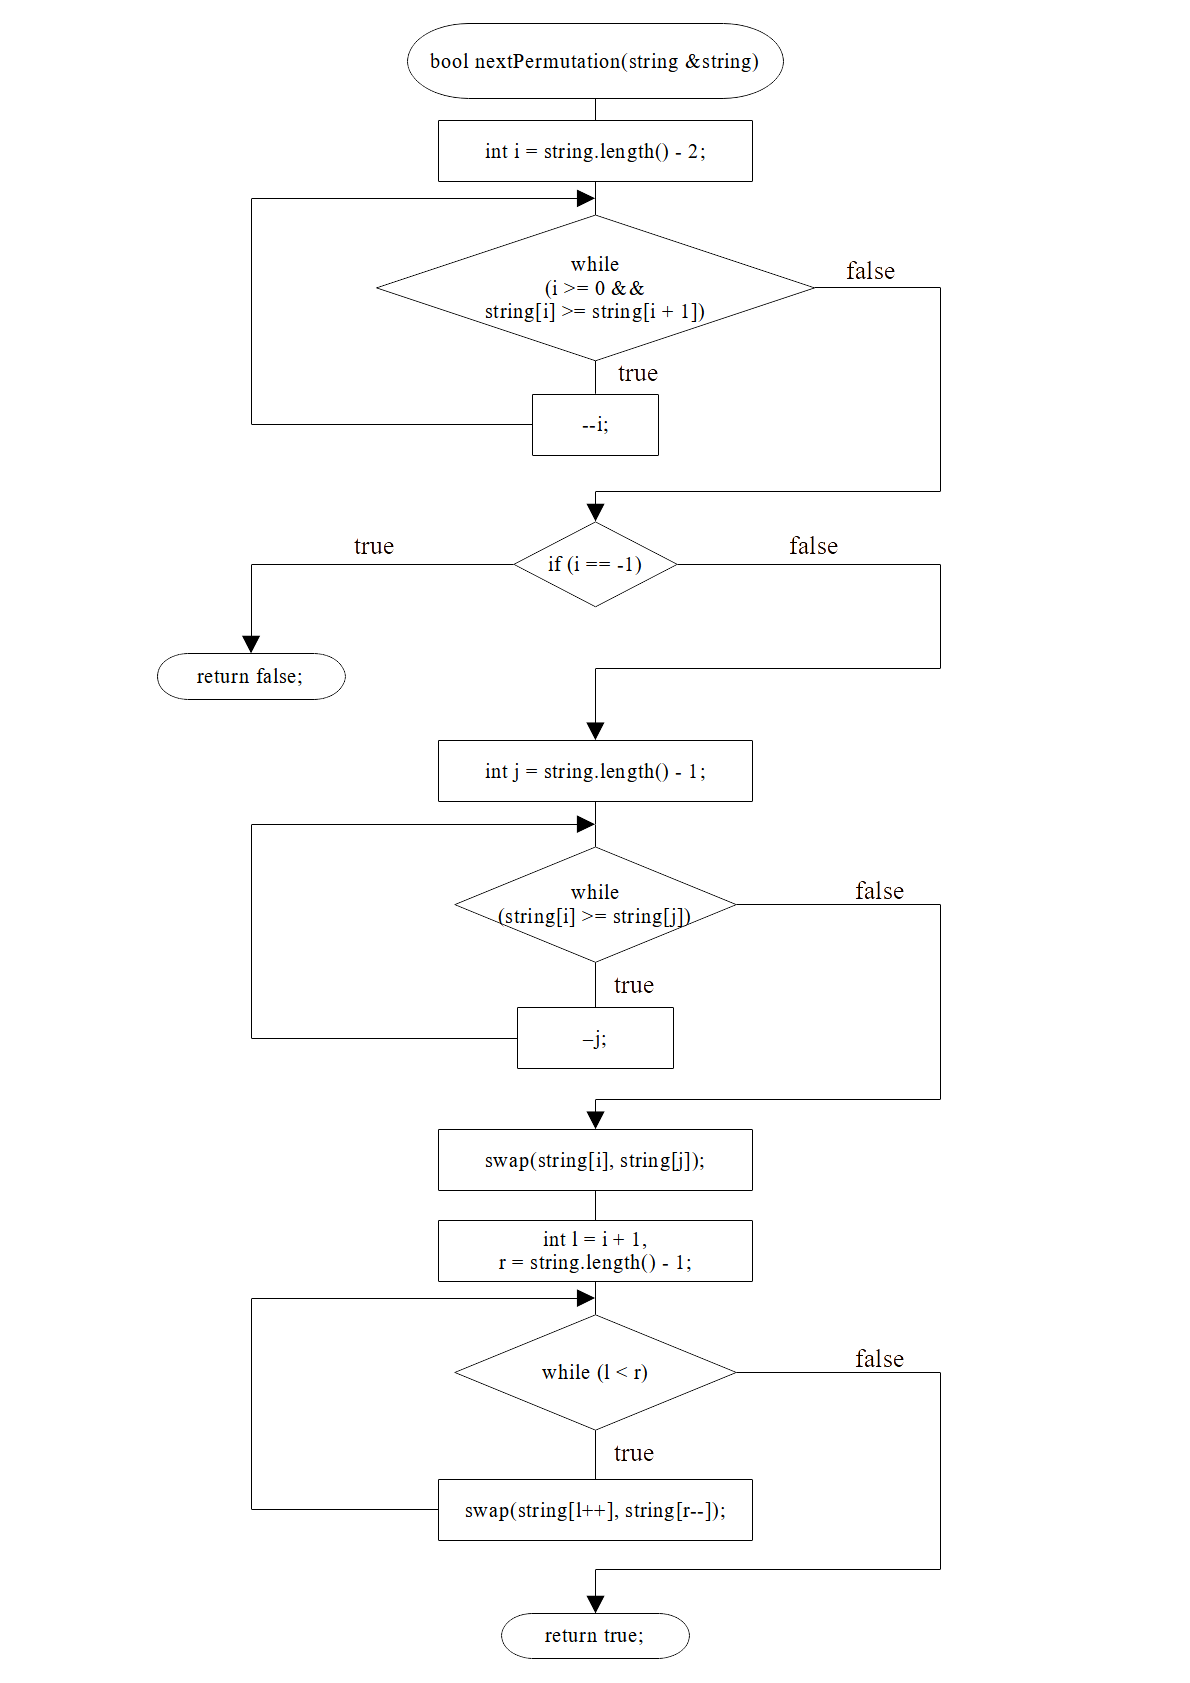 bool nextPermutation(string &string)
int i = string.length() - 2;
while
(i >= 0 &&
string[i] >= string[i + 1])
false
true
--i;
true
if (i == -1)
false
return false;
int j = string.length() - 1;
while
(string[i] >= string[j])
false
true
–j;
swap(string[i], string[j]);
int l = i + 1,
r = string.length() - 1;
while (l < r)
false
true
swap(string[l++], string[r--]);
return true;